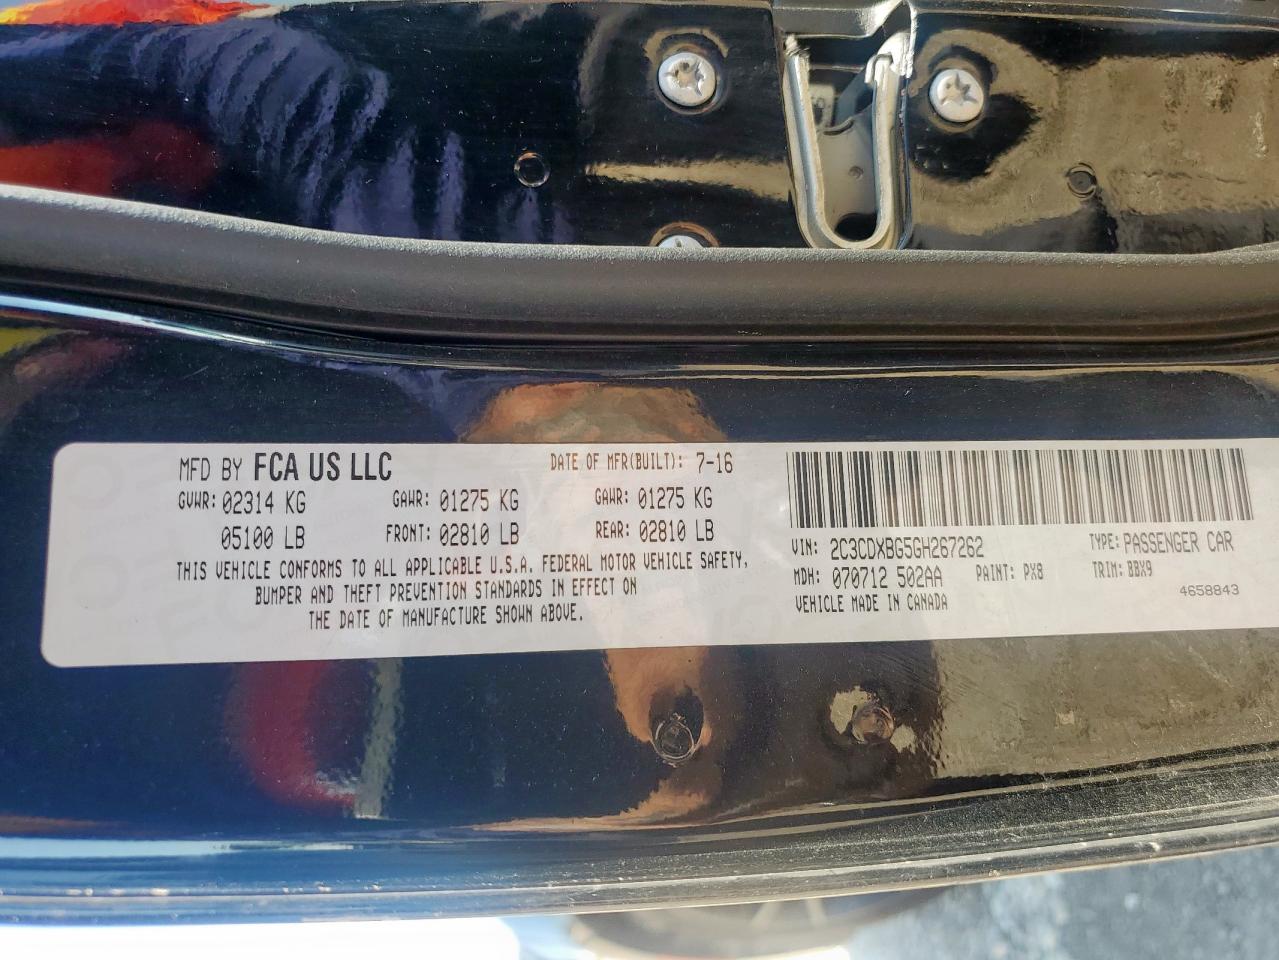 MFD BY FCA US LLC DATE OF MFR(BUILT): 7-16
GVWR: 02314 KG GAWR: 01275 KG GAWR: 01275 KG
05100 LB FRONT: 02810 LB REAR: 02810 LB
THIS VEHICLE CONFORMS TO ALL APPLICABLE U.S.A. FEDERAL MOTOR VEHICLE SAFETY,
BUMPER AND THEFT PREVENTION STANDARDS IN EFFECT ON
THE DATE OF MANUFACTURE SHOWN ABOVE.
VIN: 2C3CDXBG5GH267262 TYPE: PASSENGER CAR
MDH: 070712 502AA PAINT: PX8 TRIM: BBX9
VEHICLE MADE IN CANADA 4658843